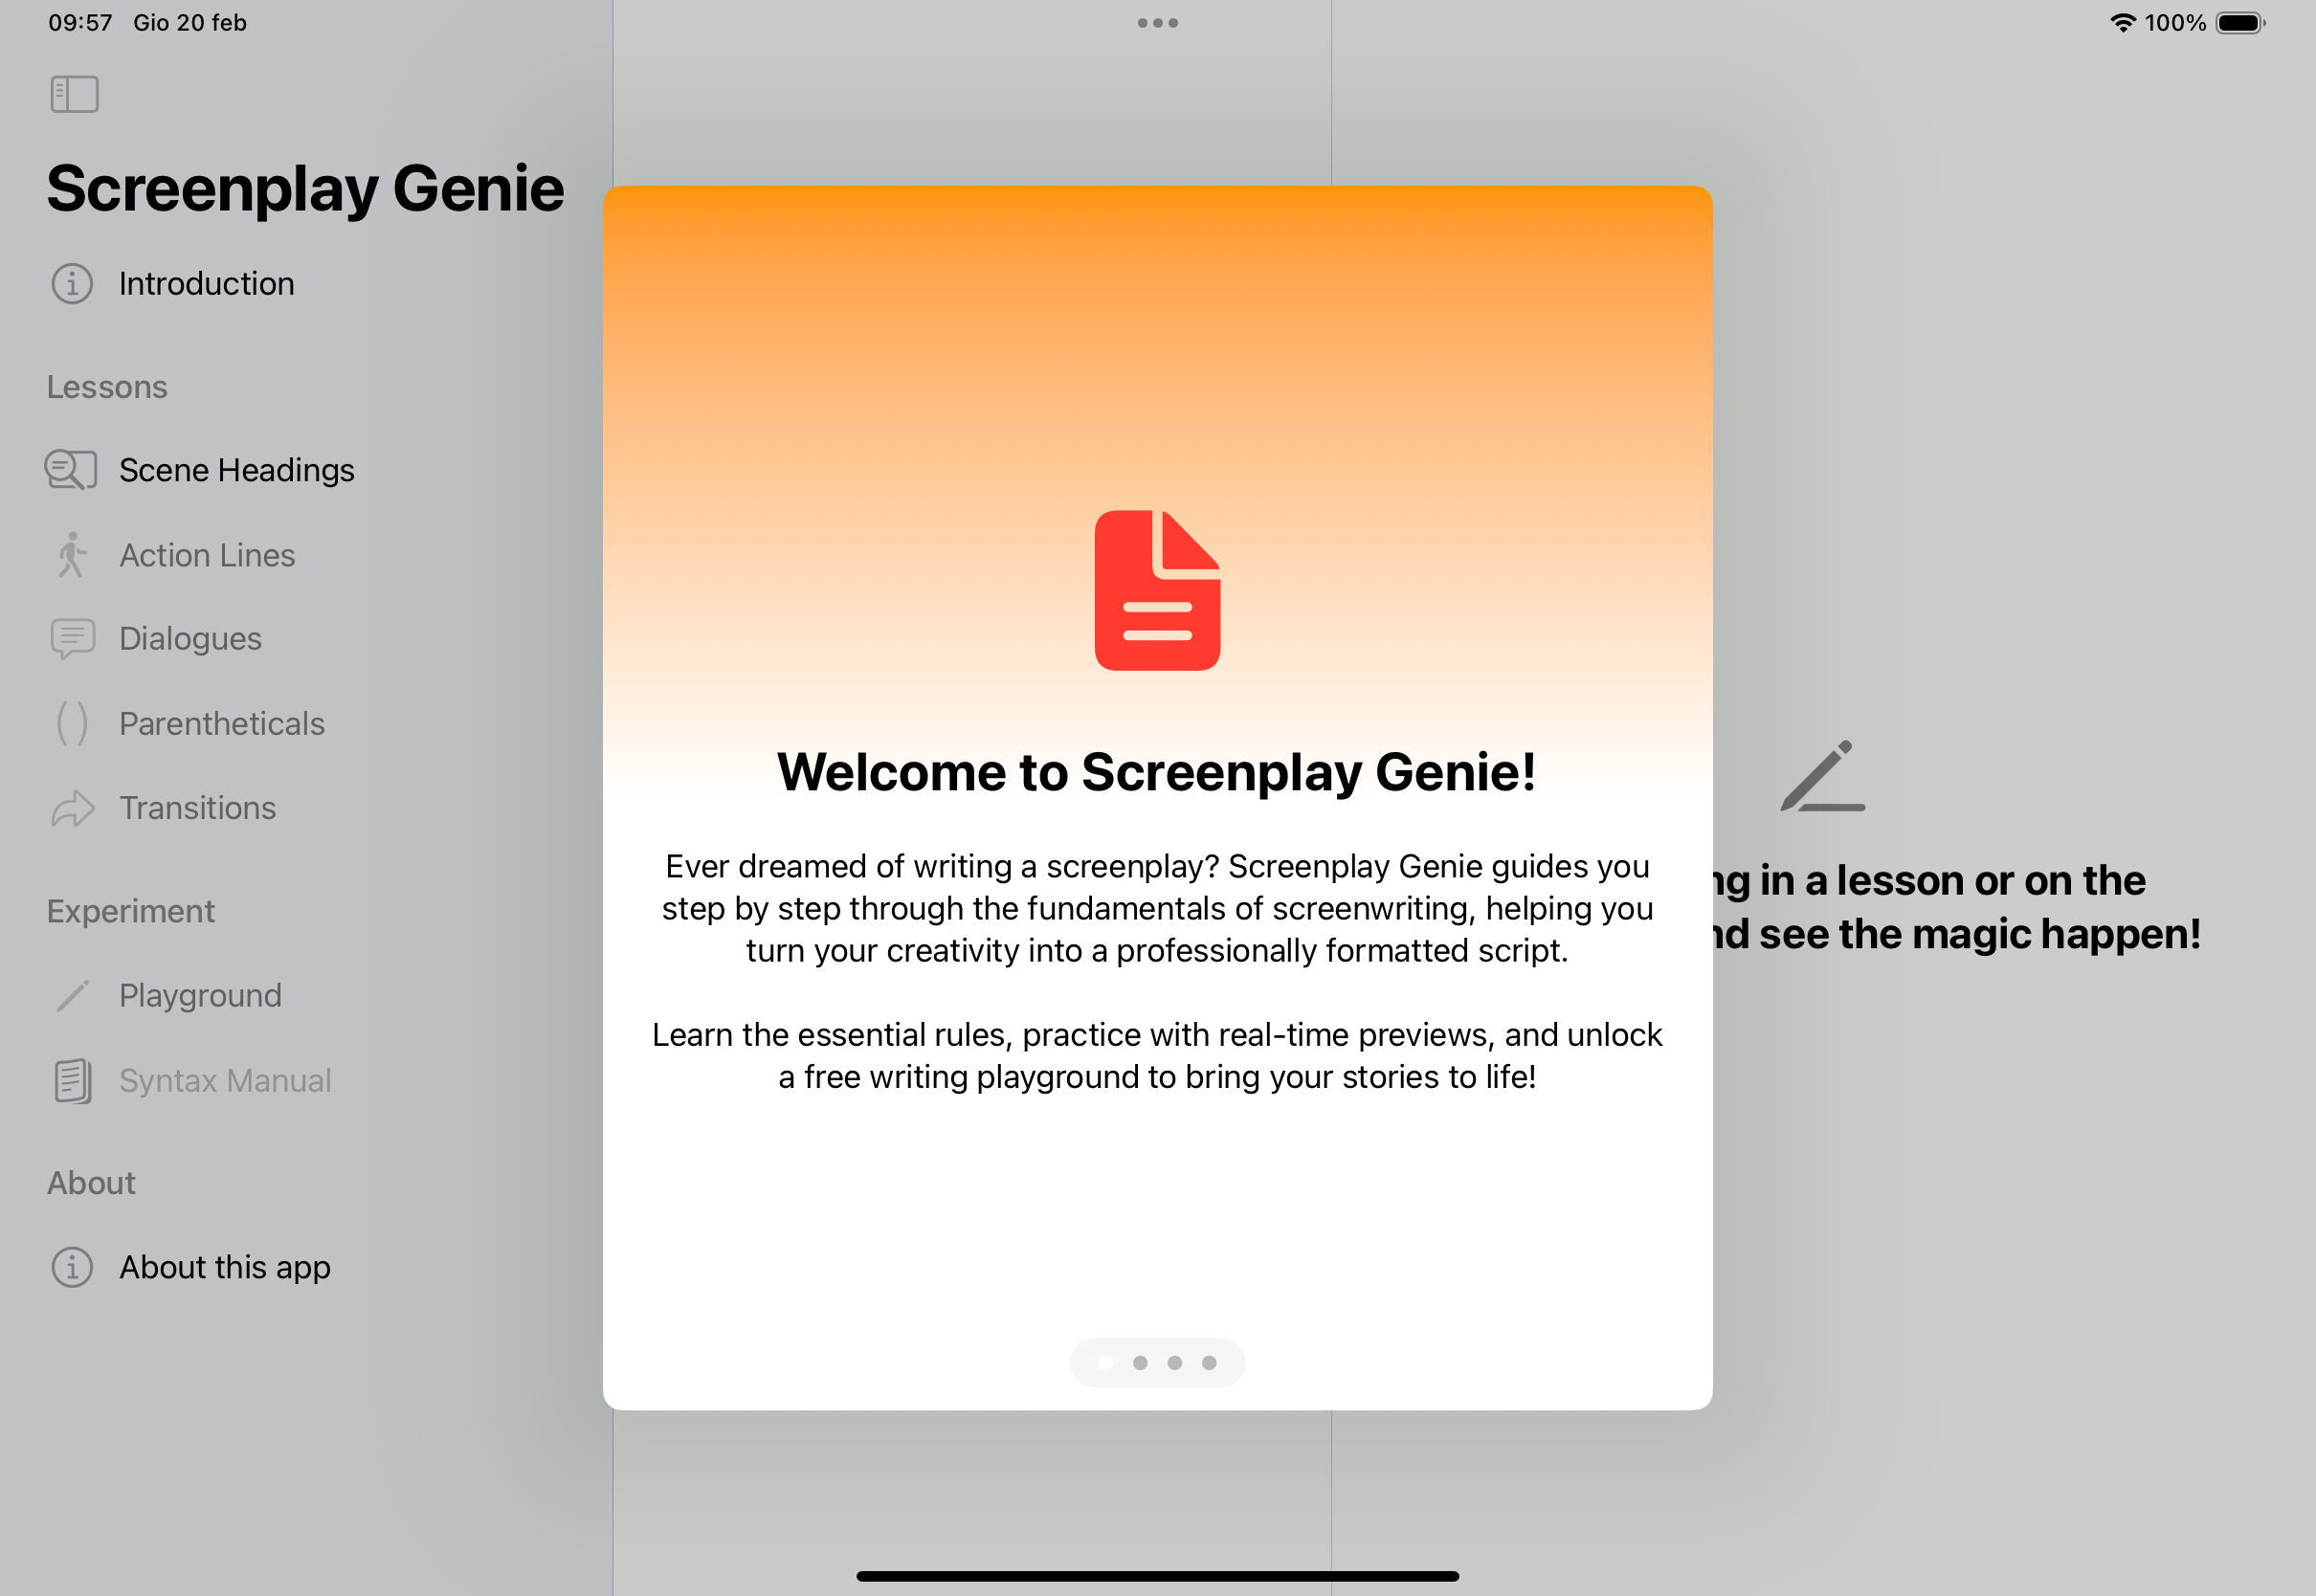 09:57 Gio 20 feb
100%
Screenplay Genie
Introduction
Lessons
Scene Headings
Action Lines
Dialogues
Parentheticals
Transitions
Experiment
Playground
Syntax Manual
About
About this app
Welcome to Screenplay Genie!
Ever dreamed of writing a screenplay? Screenplay Genie guides you
step by step through the fundamentals of screenwriting, helping you
turn your creativity into a professionally formatted script.
Learn the essential rules, practice with real-time previews, and unlock
a free writing playground to bring your stories to life!
in a lesson or on the
see the magic happen!